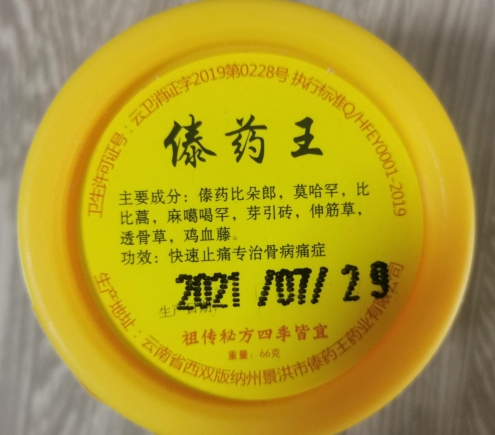 卫生许可证号：云卫消证字2019第0228号 执行标准Q/HFEY0001-2019
傣药王
主要成分：傣药比朵郎，莫哈罕，比
比蒿，麻噶喝罕，芽引砖，伸筋草，
透骨草，鸡血藤。
功效：快速止痛专治骨病痛症
2021/07/29
祖传秘方四季皆宜
重量：66克
生产地址：云南省西双版纳州景洪市傣药王药业有限公司